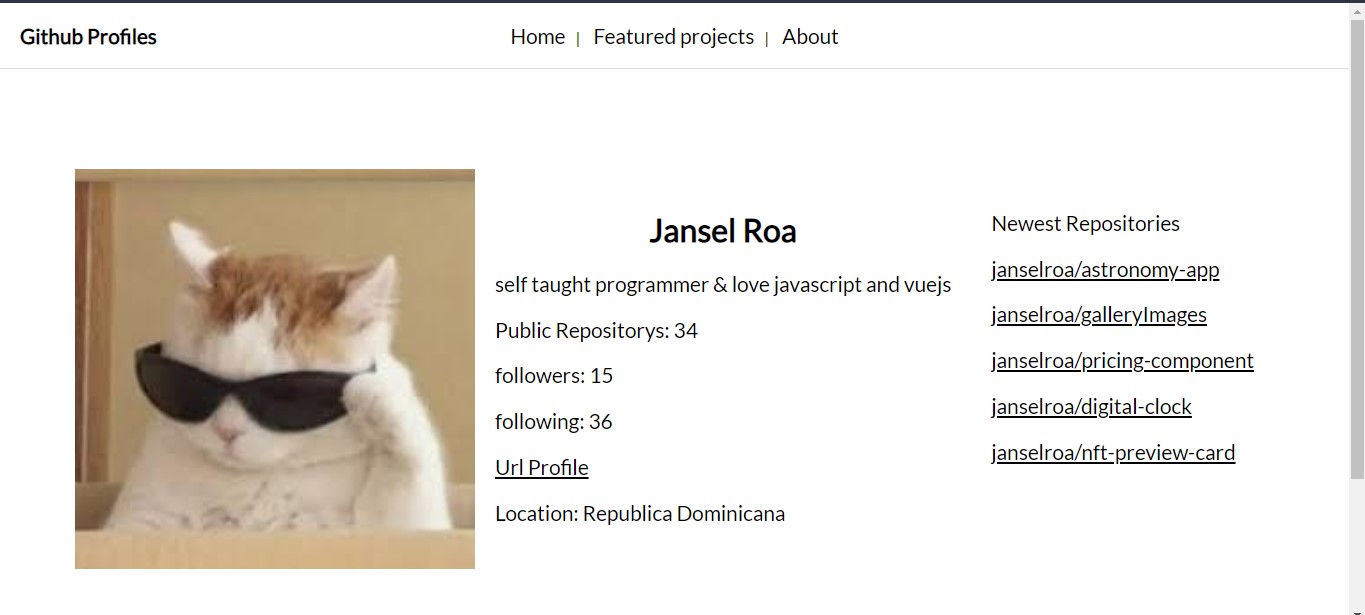 Github Profiles
Home | Featured projects | About
Jansel Roa
self taught programmer & love javascript and vuejs
Public Repositorys: 34
followers: 15
following: 36
Url Profile
Location: Republica Dominicana
Newest Repositories
janselroa/astronomy-app
janselroa/galleryImages
janselroa/pricing-component
janselroa/digital-clock
janselroa/nft-preview-card